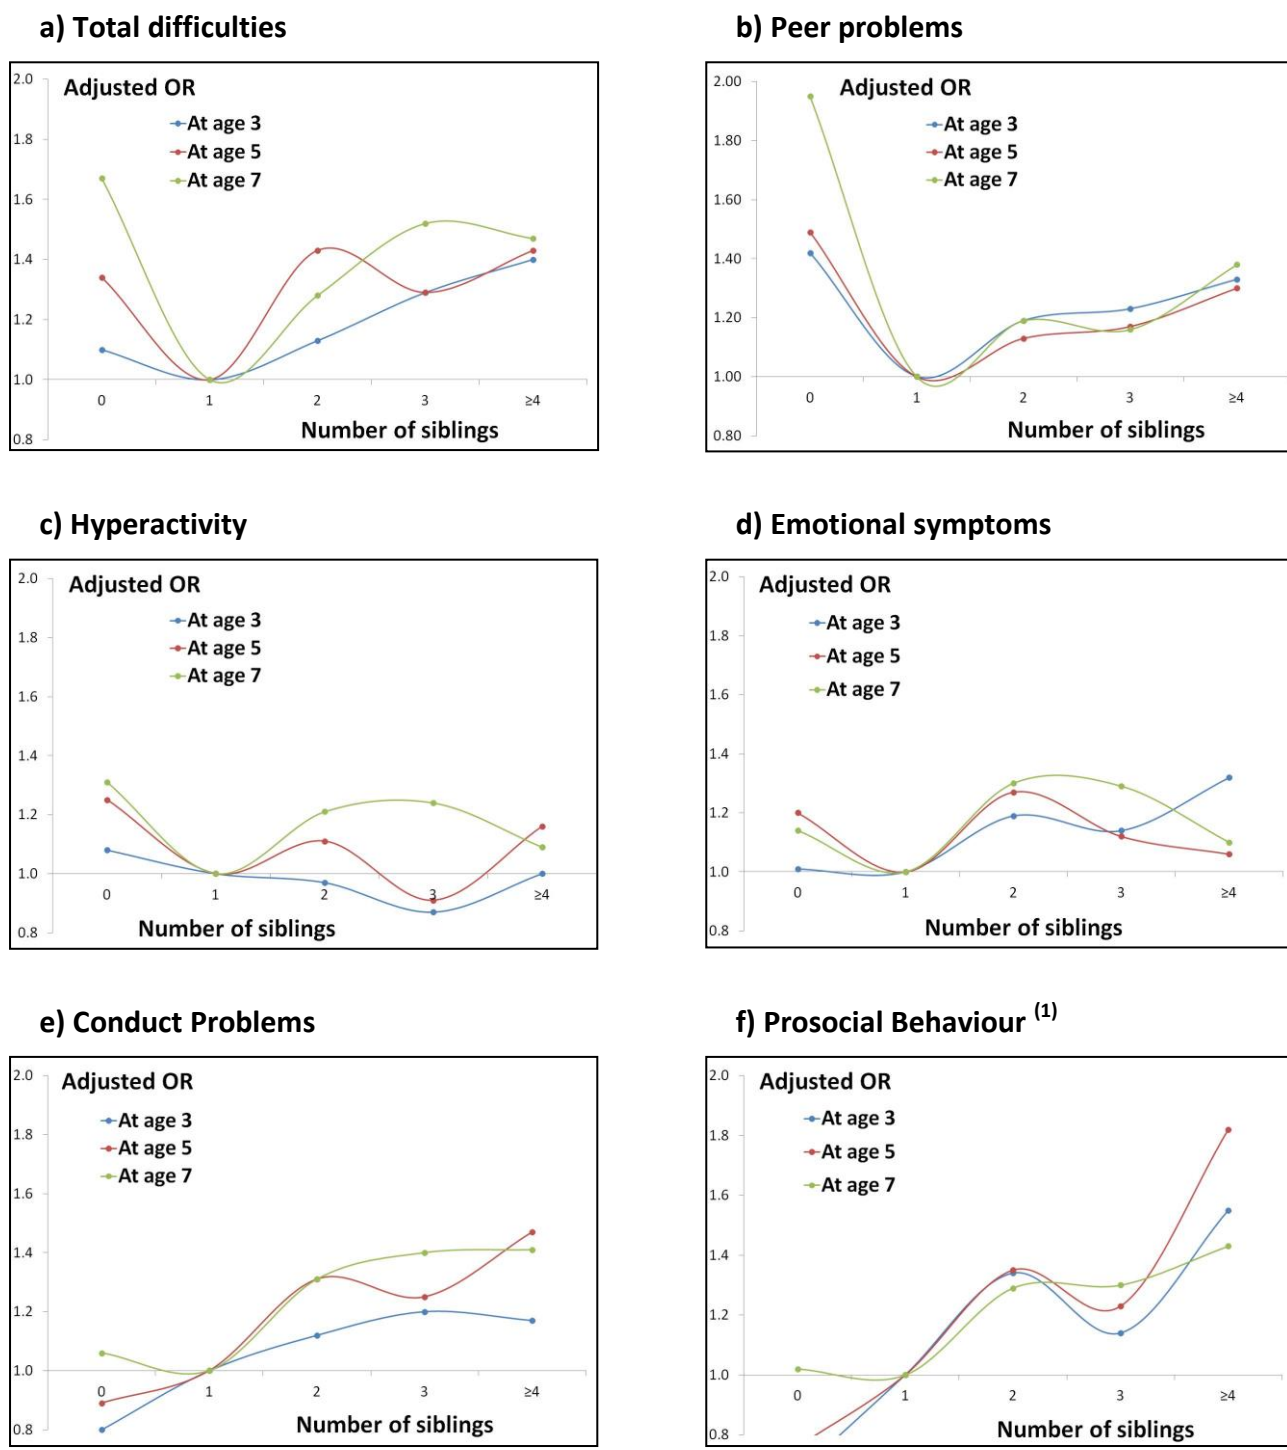 a) Total difficulties
2.0
Adjusted OR
At age 3
1.8
At age 5
At age 7
1.6
1.4
1.2
1.0
0 1 2 3 ≥4
Number of siblings
0.8
b) Peer problems
2.00
Adjusted OR
At age 3
1.80
At age 5
At age 7
1.60
1.40
1.20
1.00
0 1 2 3 ≥4
Number of siblings
0.80
c) Hyperactivity
2.0
Adjusted OR
At age 3
1.8
At age 5
At age 7
1.6
1.4
1.2
1.0
0 1 2 3 ≥4
Number of siblings
0.8
d) Emotional symptoms
2.0
Adjusted OR
At age 3
1.8
At age 5
At age 7
1.6
1.4
1.2
1.0
0 1 2 3 ≥4
Number of siblings
0.8
e) Conduct Problems
2.0
Adjusted OR
At age 3
1.8
At age 5
At age 7
1.6
1.4
1.2
1.0
0 1 2 3 ≥4
Number of siblings
0.8
f) Prosocial Behaviour (1)
2.0
Adjusted OR
At age 3
1.8
At age 5
At age 7
1.6
1.4
1.2
1.0
0 1 2 3 ≥4
Number of siblings
0.8